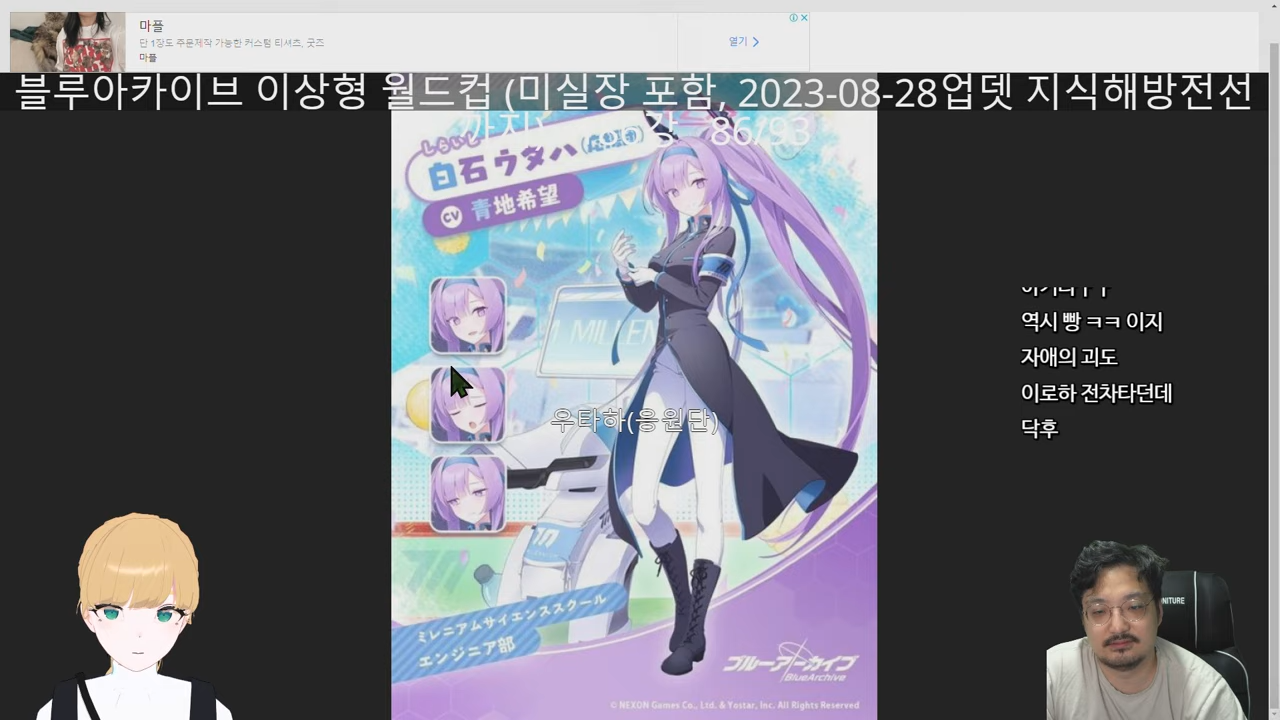 마플
단 1장도 주문제작 가능한 커스텀 티셔츠, 굿즈
마플
열기
블루아카이브 이상형 월드컵 (미실장 포함, 2023-08-28업뎃 지식해방전선
까지) 86/93
しらいし
白石ウタハ(応援団)
CV 青地希望
MILLEN
역시 빵 ㅋㅋ 이지
자애의 괴도
이로하 전차타던데
닥후
우타하(응원단)
ミレニアムサイエンススクール
エンジニア部
ブルーアーカイブ
BlueArchive
© NEXON Games Co., Ltd. & Yostar, Inc. All Rights Reserved
NITURE